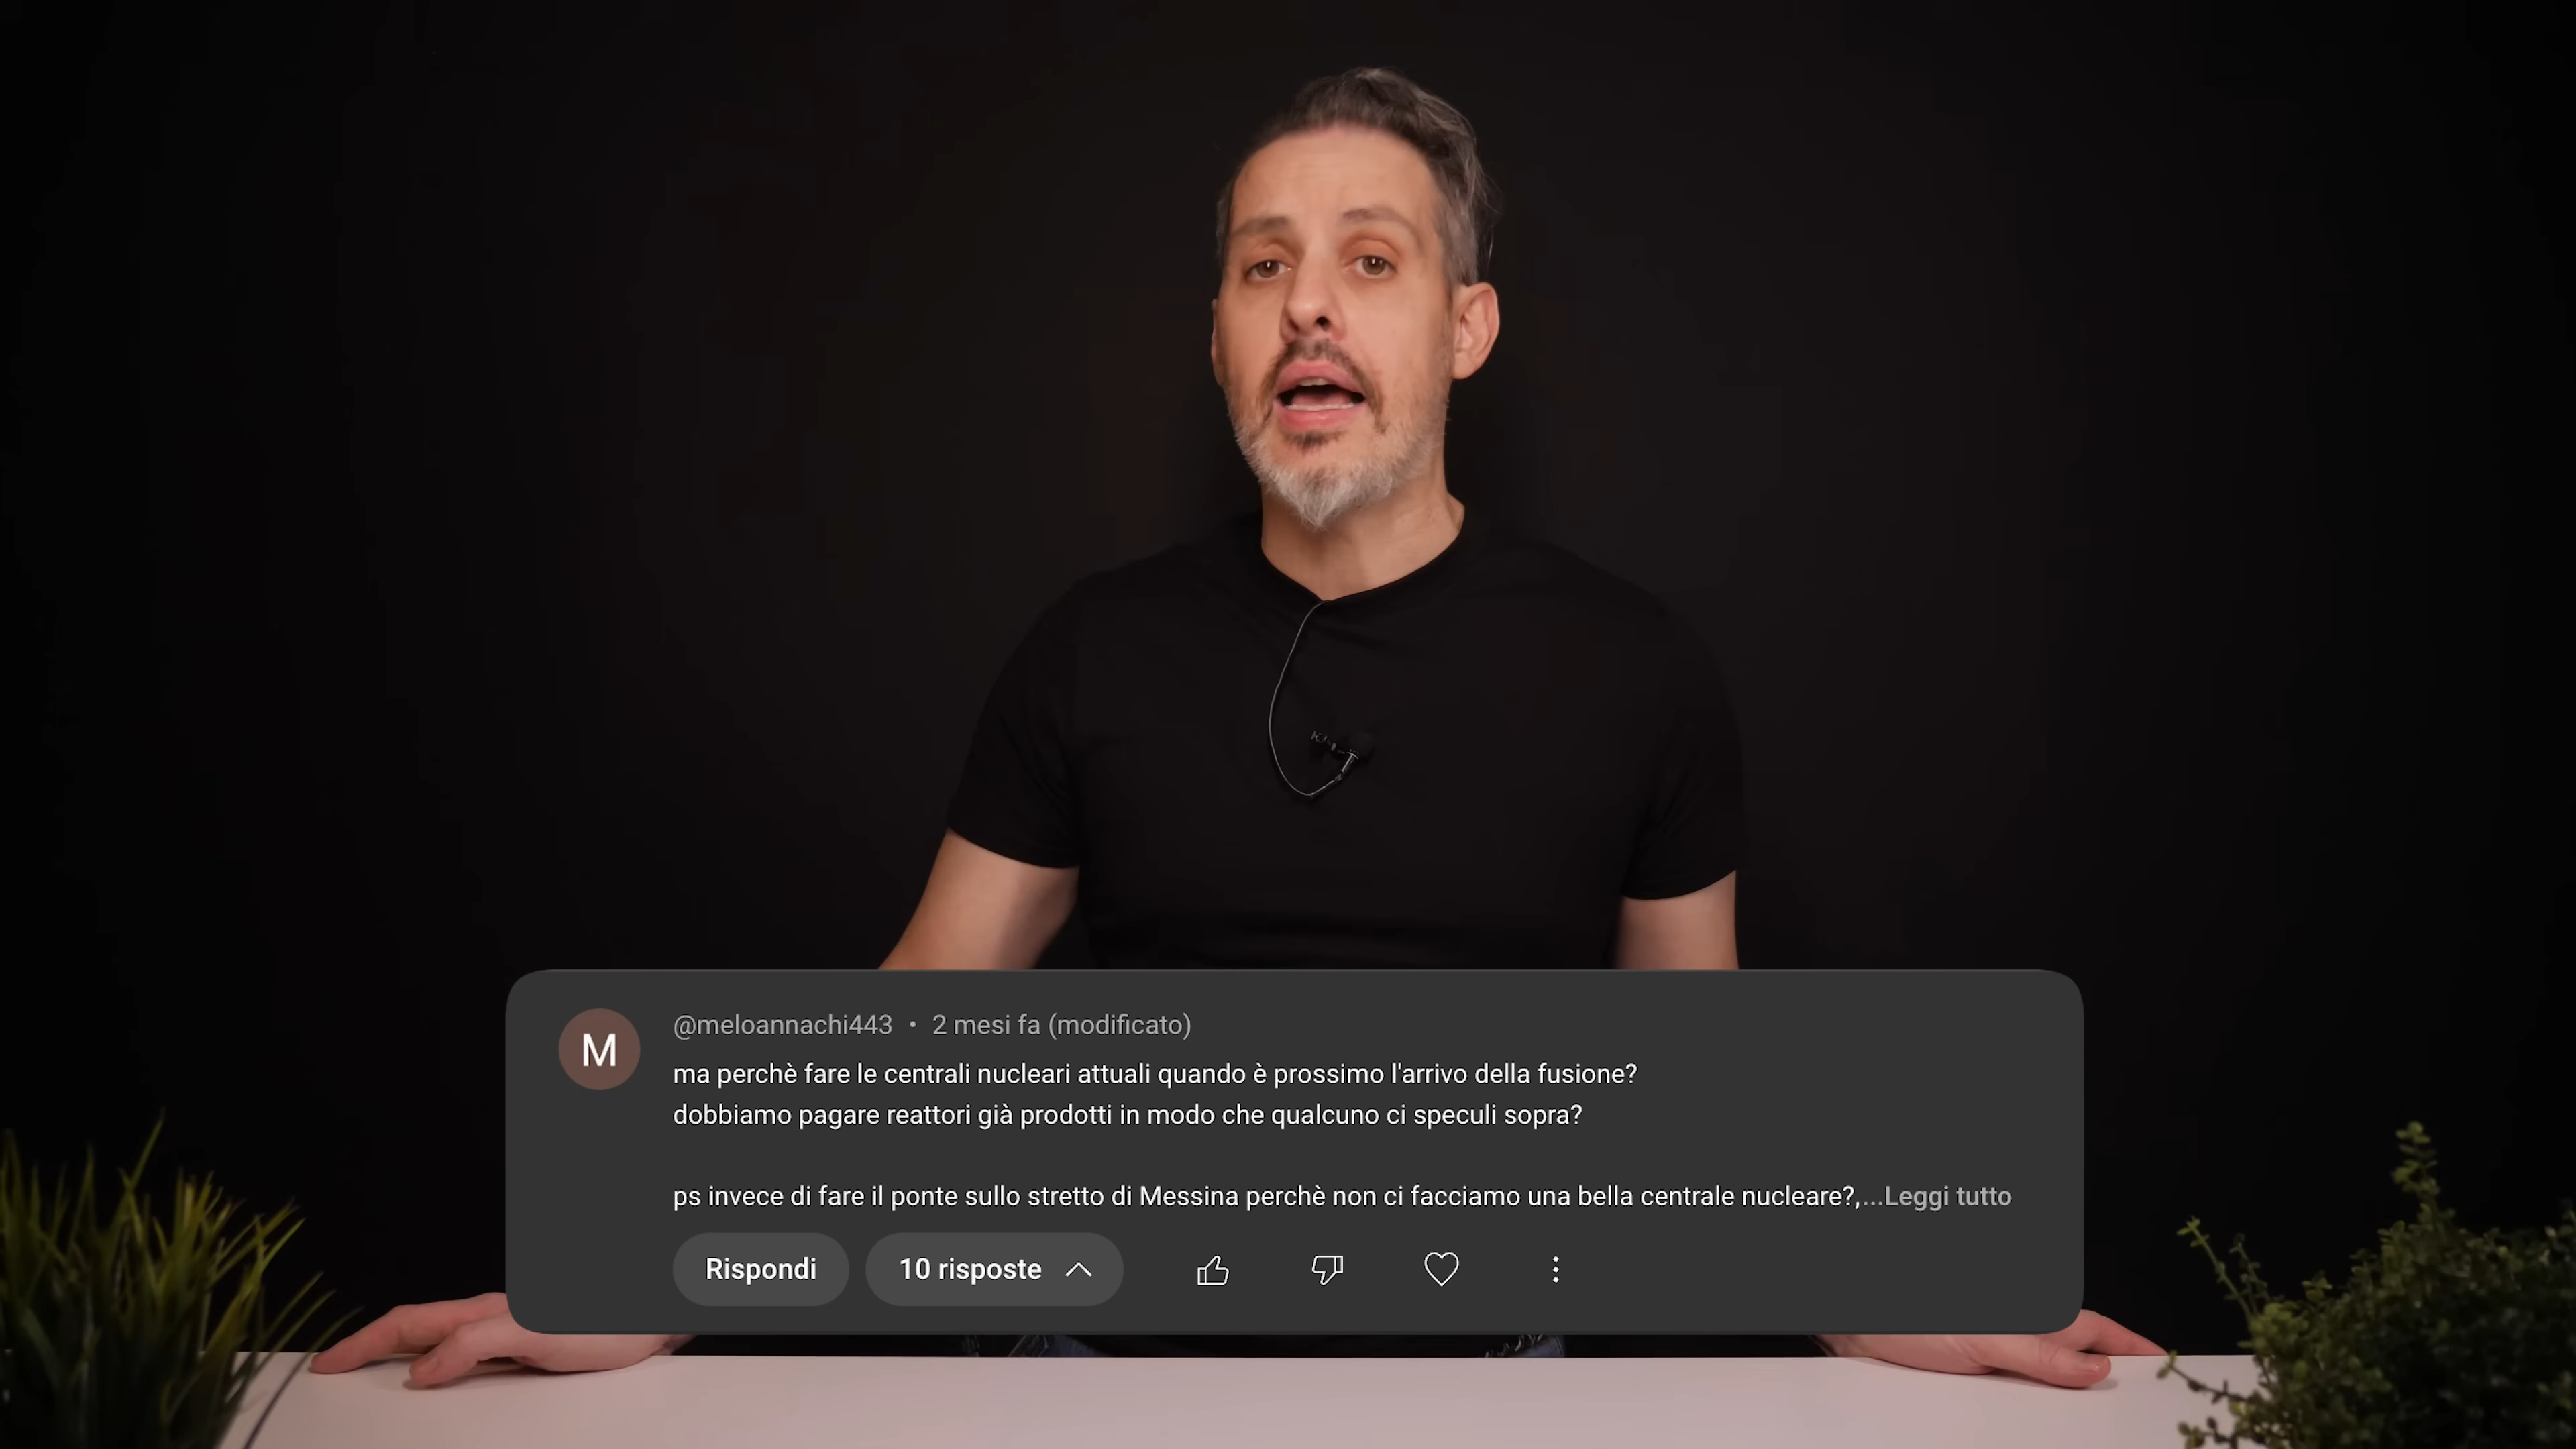 M
@meloannachi443 • 2 mesi fa (modificato)
ma perchè fare le centrali nucleari attuali quando è prossimo l'arrivo della fusione?
dobbiamo pagare reattori già prodotti in modo che qualcuno ci speculi sopra?
ps invece di fare il ponte sullo stretto di Messina perchè non ci facciamo una bella centrale nucleare?,...Leggi tutto
Rispondi 10 risposte